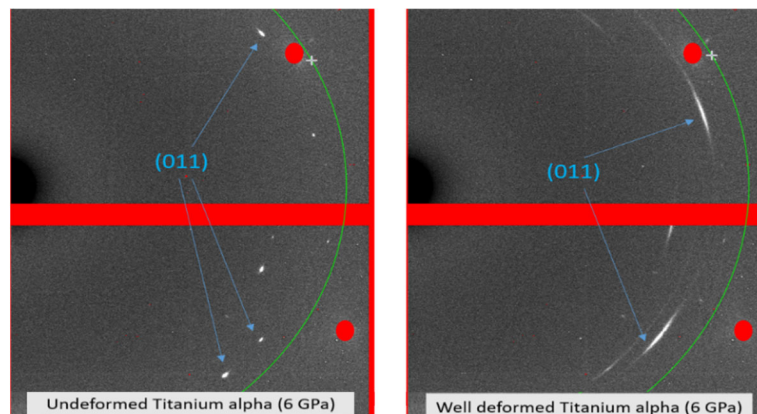 (011)
(011)
Undeformed Titanium alpha (6 GPa)
Well deformed Titanium alpha (6 GPa)